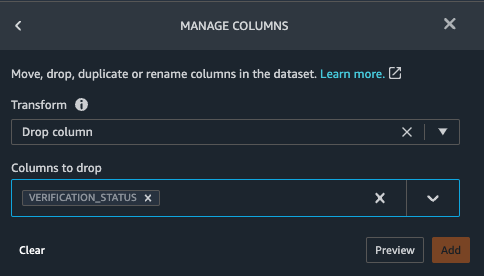 MANAGE COLUMNS
Move, drop, duplicate or rename columns in the dataset. Learn more.
Transform
Drop column
Columns to drop
VERIFICATION_STATUS
Clear
Preview
Add